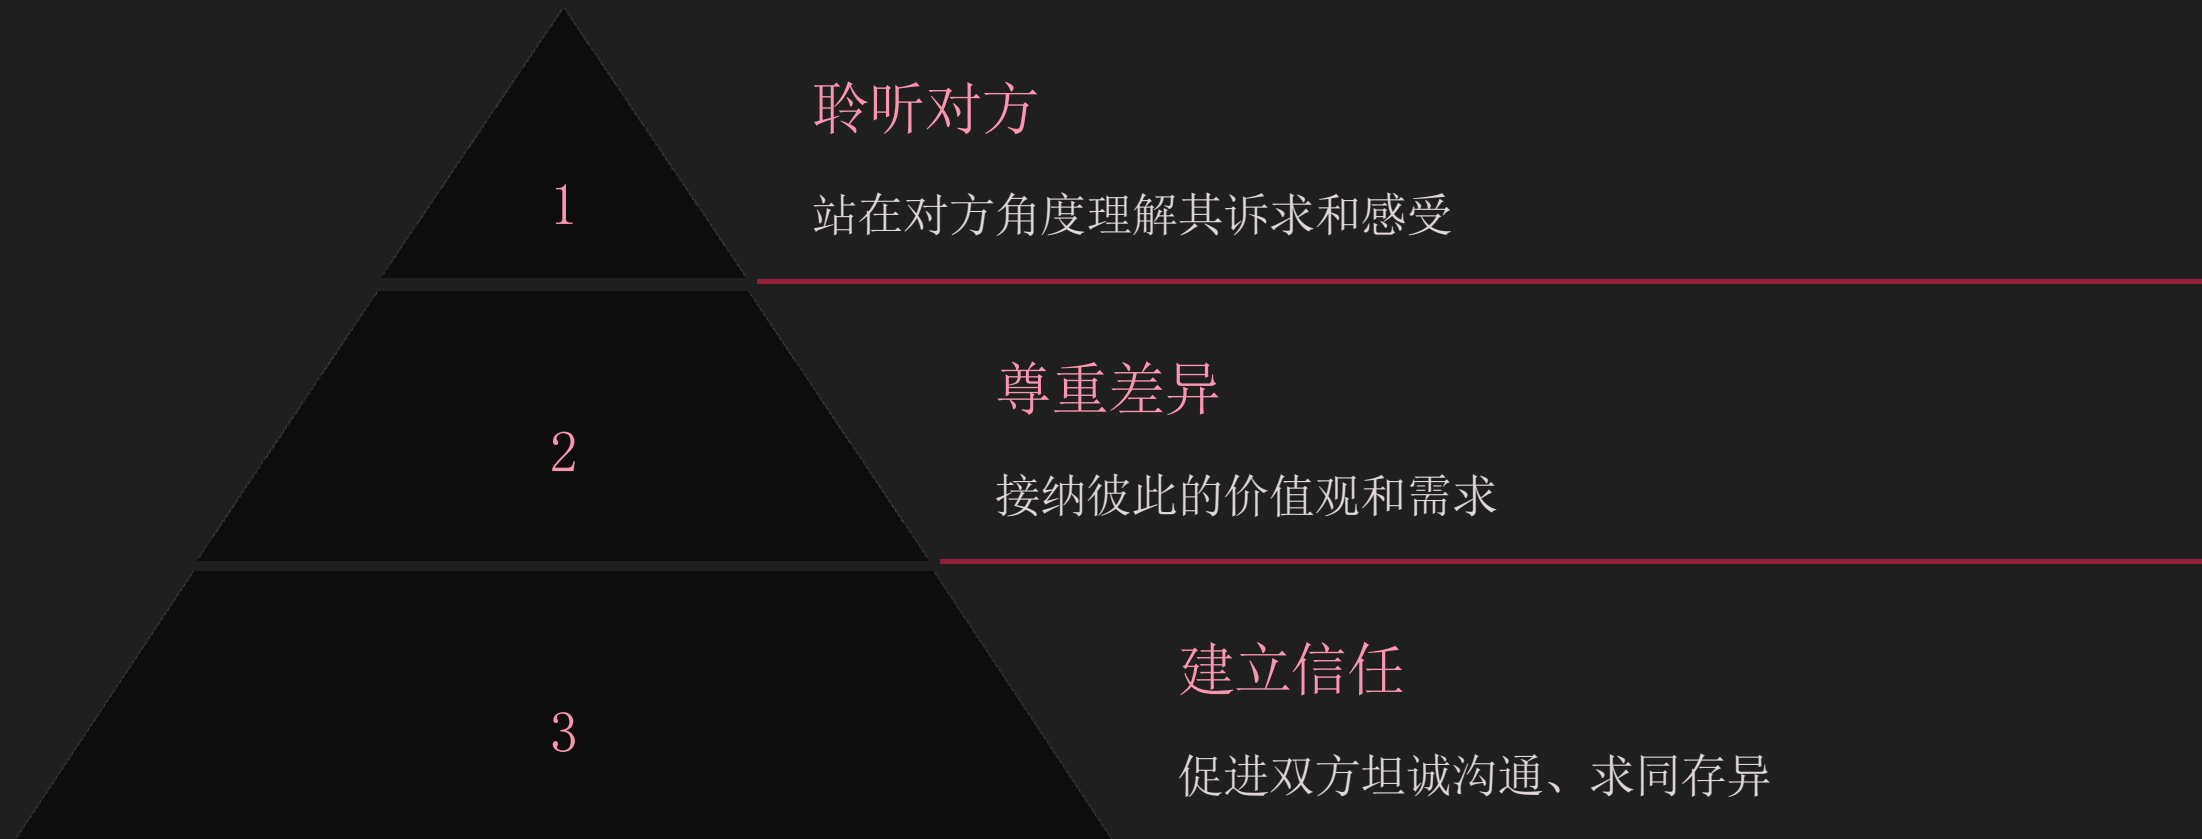 1
聆听对方
站在对方角度理解其诉求和感受
2
尊重差异
接纳彼此的价值观和需求
3
建立信任
促进双方坦诚沟通、求同存异